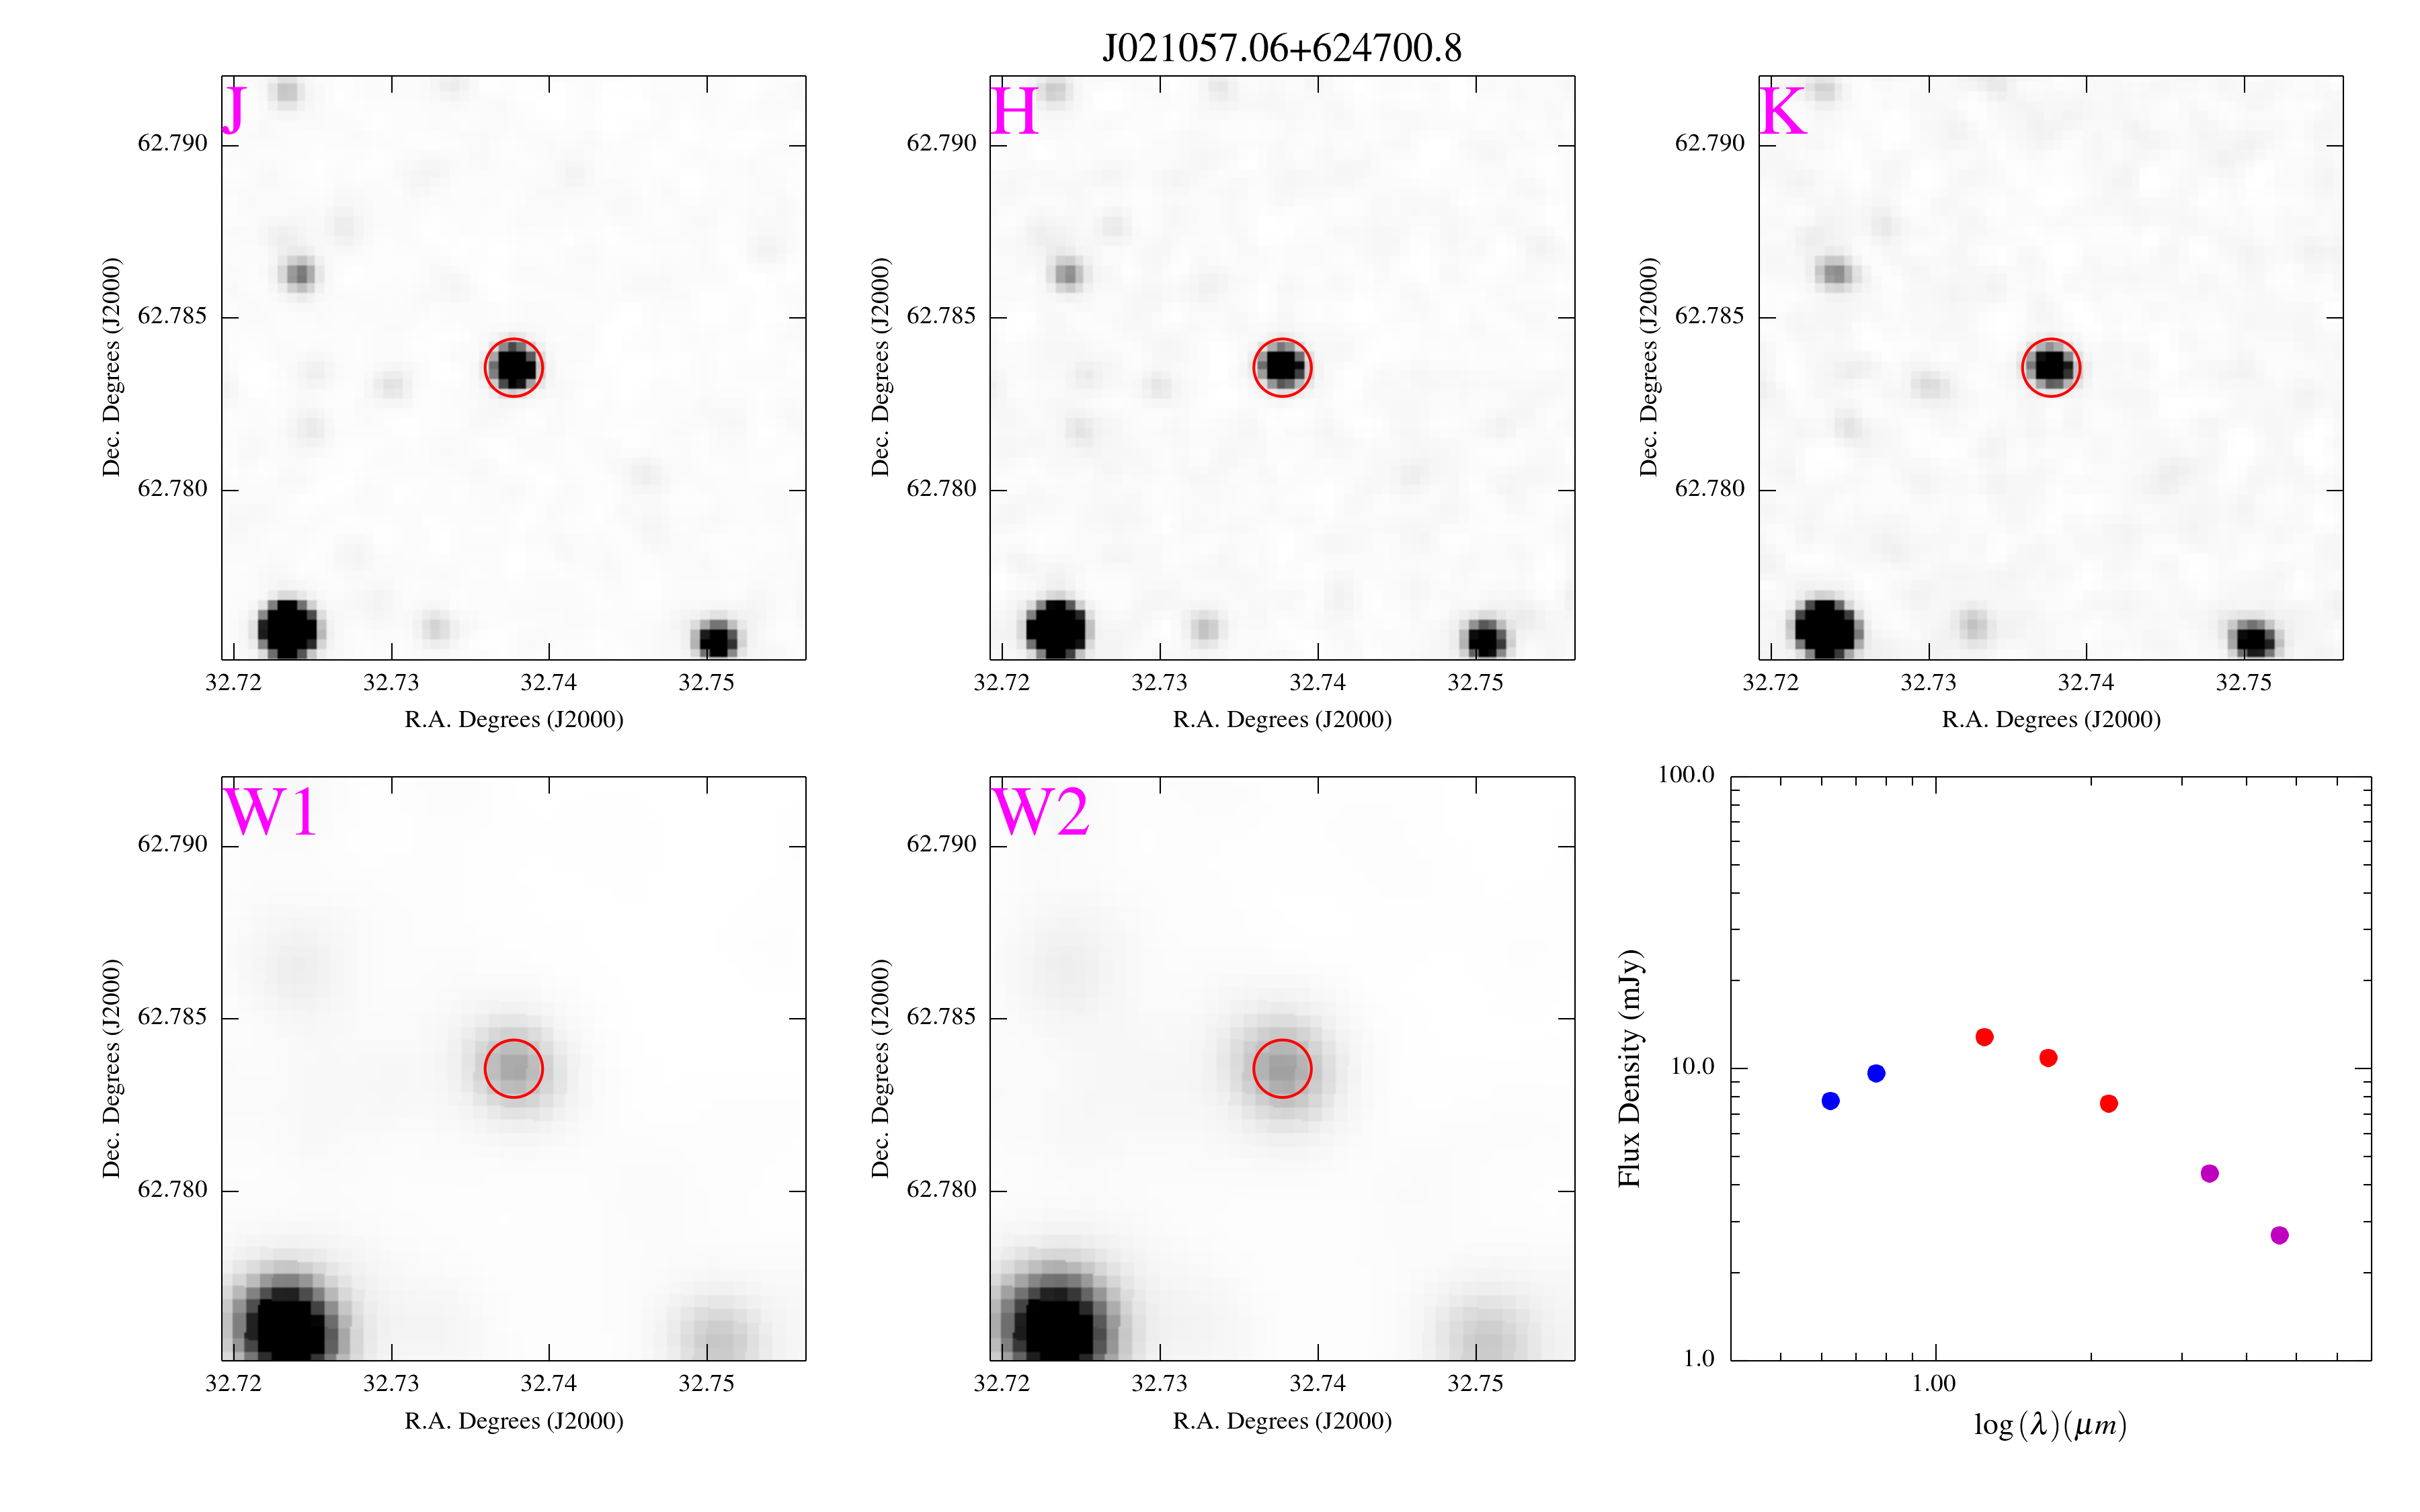 J021057.06+624700.8
J
62.790
62.785
62.780
Dec. Degrees (J2000)
32.72 32.73 32.74 32.75
R.A. Degrees (J2000)
H
62.790
62.785
62.780
Dec. Degrees (J2000)
32.72 32.73 32.74 32.75
R.A. Degrees (J2000)
K
62.790
62.785
62.780
Dec. Degrees (J2000)
32.72 32.73 32.74 32.75
R.A. Degrees (J2000)
W1
62.790
62.785
62.780
Dec. Degrees (J2000)
32.72 32.73 32.74 32.75
R.A. Degrees (J2000)
W2
62.790
62.785
62.780
Dec. Degrees (J2000)
32.72 32.73 32.74 32.75
R.A. Degrees (J2000)
100.0
10.0
1.0
Flux Density (mJy)
1.00
log (λ)(μm)